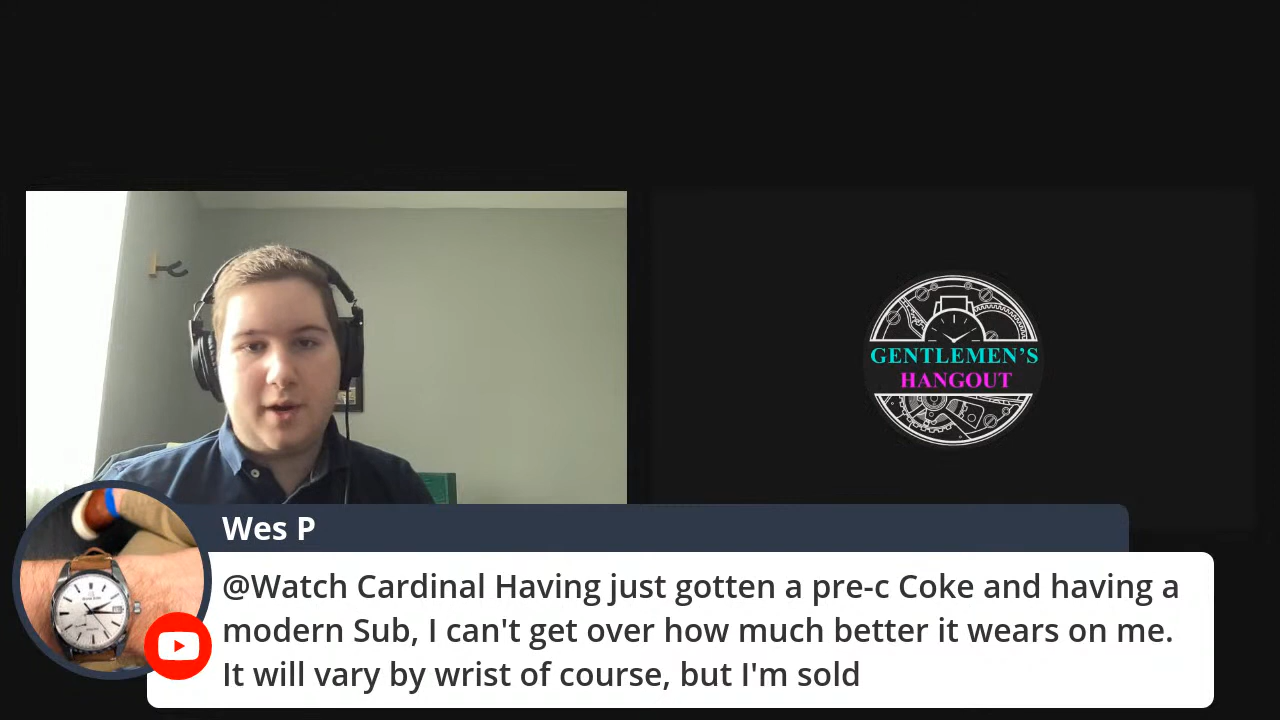 GENTLEMEN'S
HANGOUT
Wes P
@Watch Cardinal Having just gotten a pre-c Coke and having a
modern Sub, I can't get over how much better it wears on me.
It will vary by wrist of course, but I'm sold